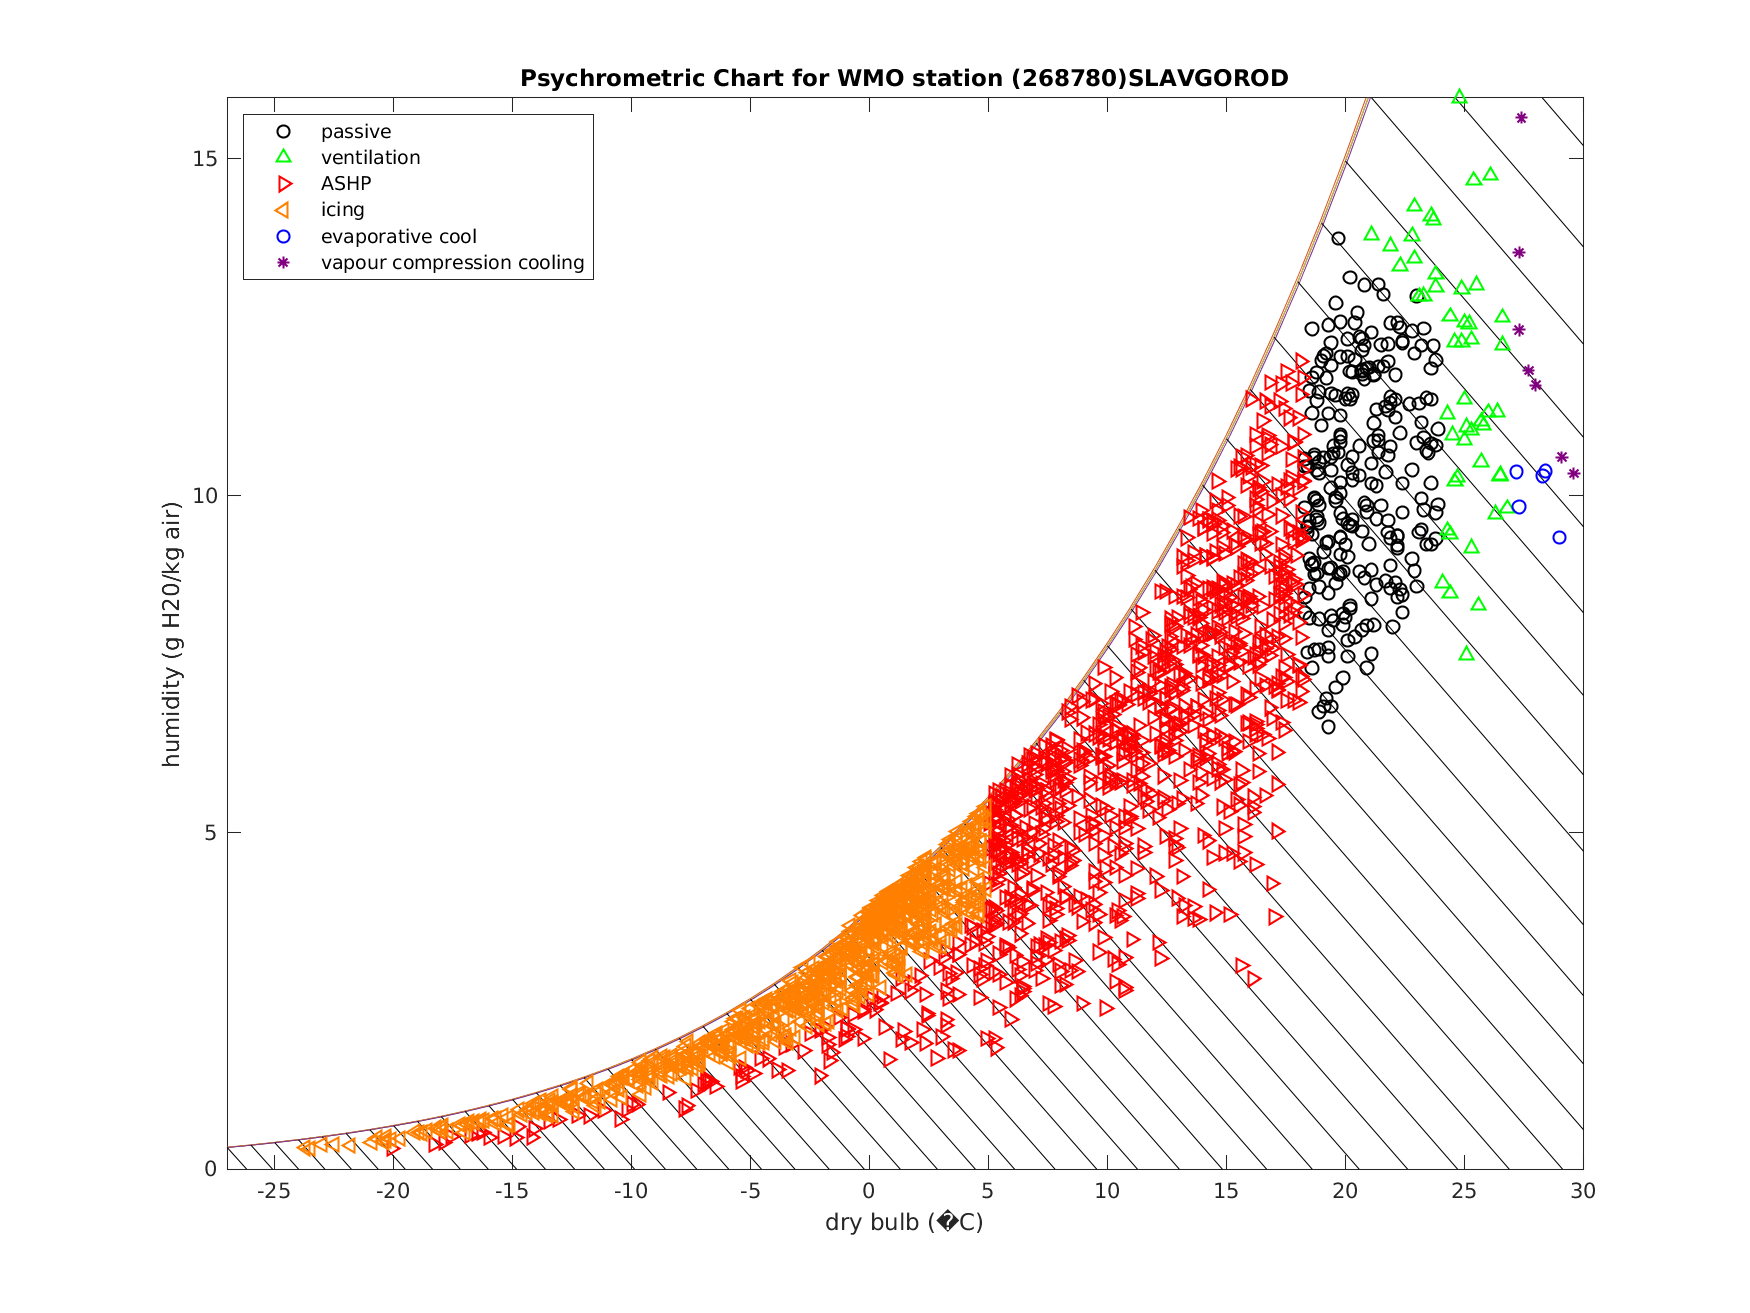 Psychrometric Chart for WMO station (268780)SLAVGOROD
passive
ventilation
ASHP
icing
evaporative cool
vapour compression cooling
15
10
5
0
humidity (g H20/kg air)
-25 -20 -15 -10 -5 0 5 10 15 20 25 30
dry bulb (�C)